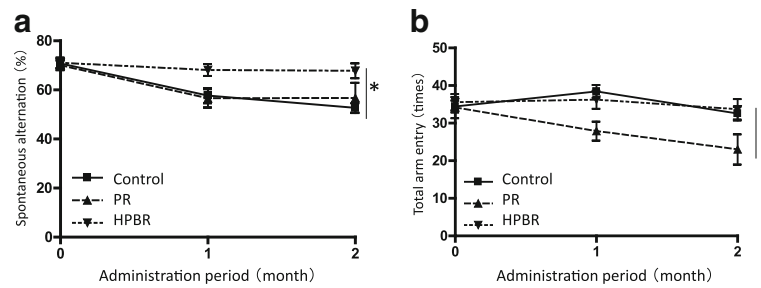 a
80
60
40
20
0
Spontaneous alternation (%)
Control
PR
HPBR
*
0 1 2
Administration period (month)
b
50
40
30
20
10
0
Total arm entry (times)
Control
PR
HPBR
0 1 2
Administration period (month)